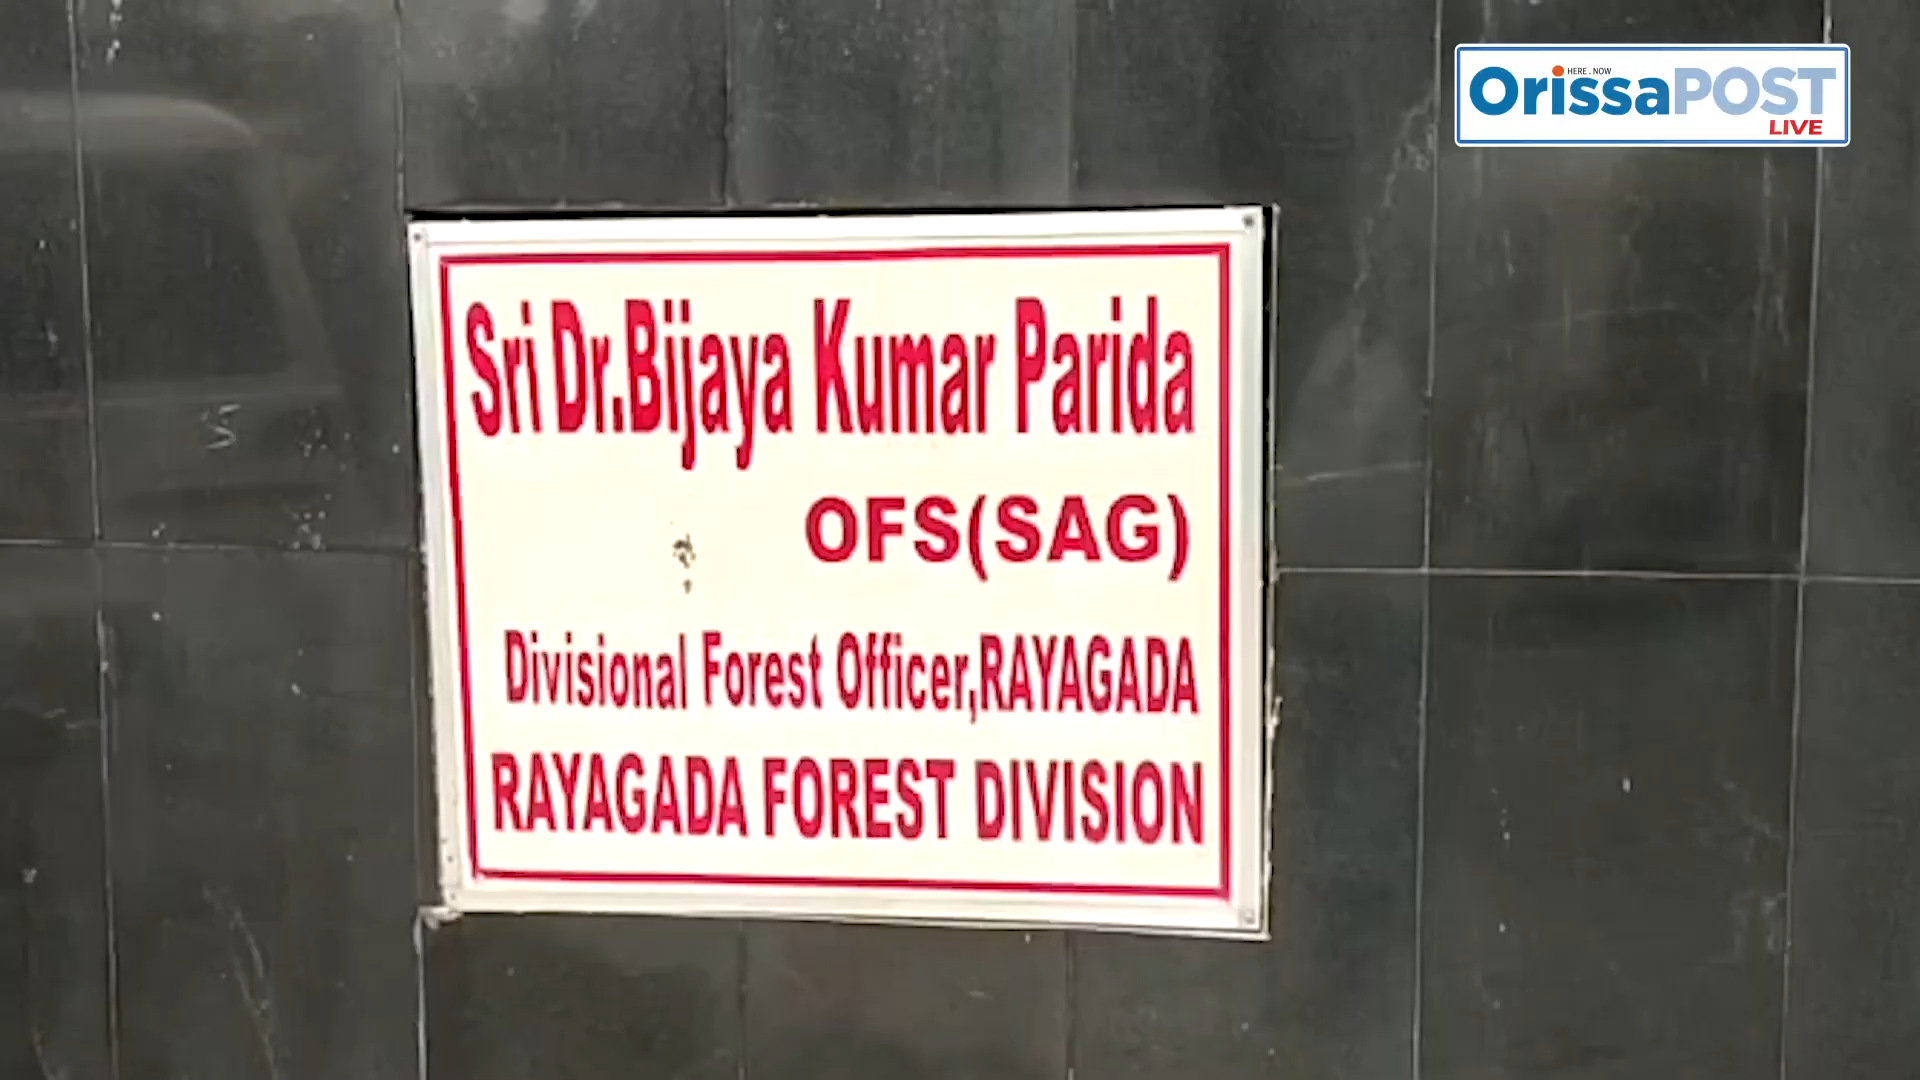 HERE . NOW
OrissaPOST
LIVE
Sri Dr.Bijaya Kumar Parida
OFS(SAG)
Divisional Forest Officer,RAYAGADA
RAYAGADA FOREST DIVISION